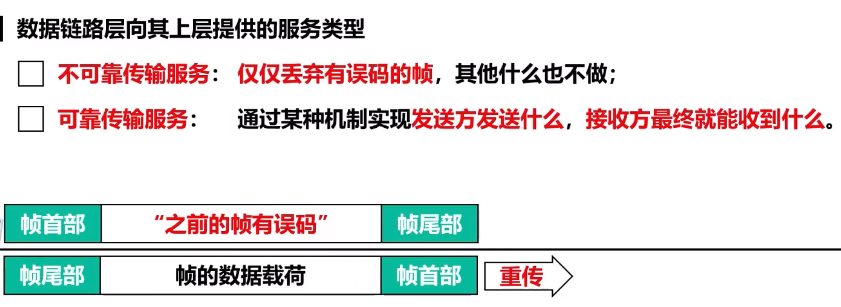 数据链路层向其上层提供的服务类型
不可靠传输服务： 仅仅丢弃有误码的帧，其他什么也不做；
可靠传输服务： 通过某种机制实现发送方发送什么，接收方最终就能收到什么。
帧首部 “之前的帧有误码” 帧尾部
帧尾部 帧的数据载荷 帧首部 重传